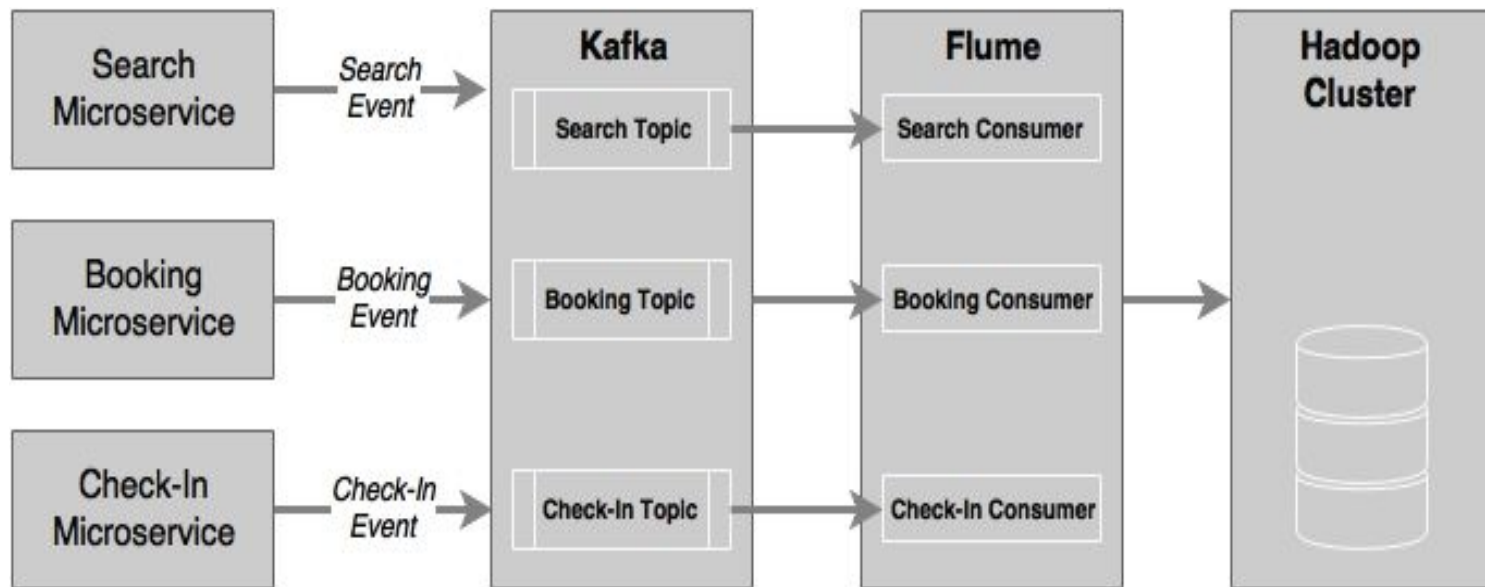 Search
Microservice
Search
Event
Booking
Microservice
Booking
Event
Check-In
Microservice
Check-In
Event
Kafka
Search Topic
Booking Topic
Check-In Topic
Flume
Search Consumer
Booking Consumer
Check-In Consumer
Hadoop
Cluster